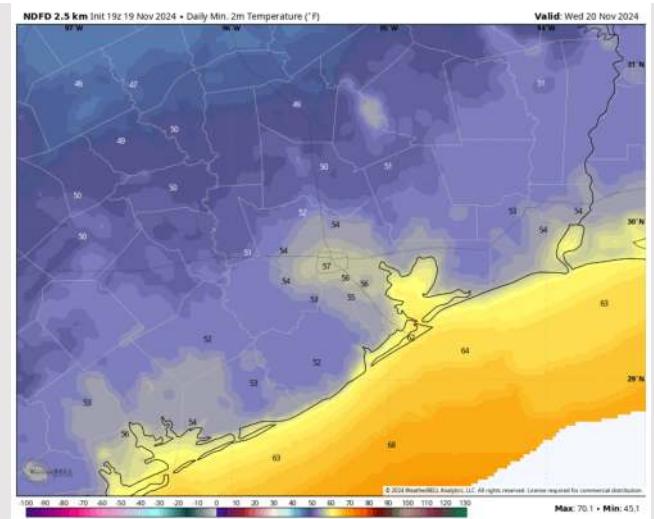 NDFD 2.5 km Init 19z 19 Nov 2024 • Daily Min. 2m Temperature (°F)
Valid: Wed 20 Nov 2024
97°W 96°W 95°W 94°W
31°N
46 47 46 51
49 50
50 51
50 50
52 53 54
30°N
50 54 54
51 54
57
54 56 56
53 55
63
62
52 64
52
29°N
53
53
54
56
68
63
WeatherBELL
© 2024 WeatherBELL Analytics, LLC. All rights reserved. License required for commercial distribution.
-100 -90 -80 -70 -60 -50 -40 -30 -20 -10 0 10 20 30 40 50 60 70 80 90 100 110 120 130
Max: 70.1 • Min: 45.1